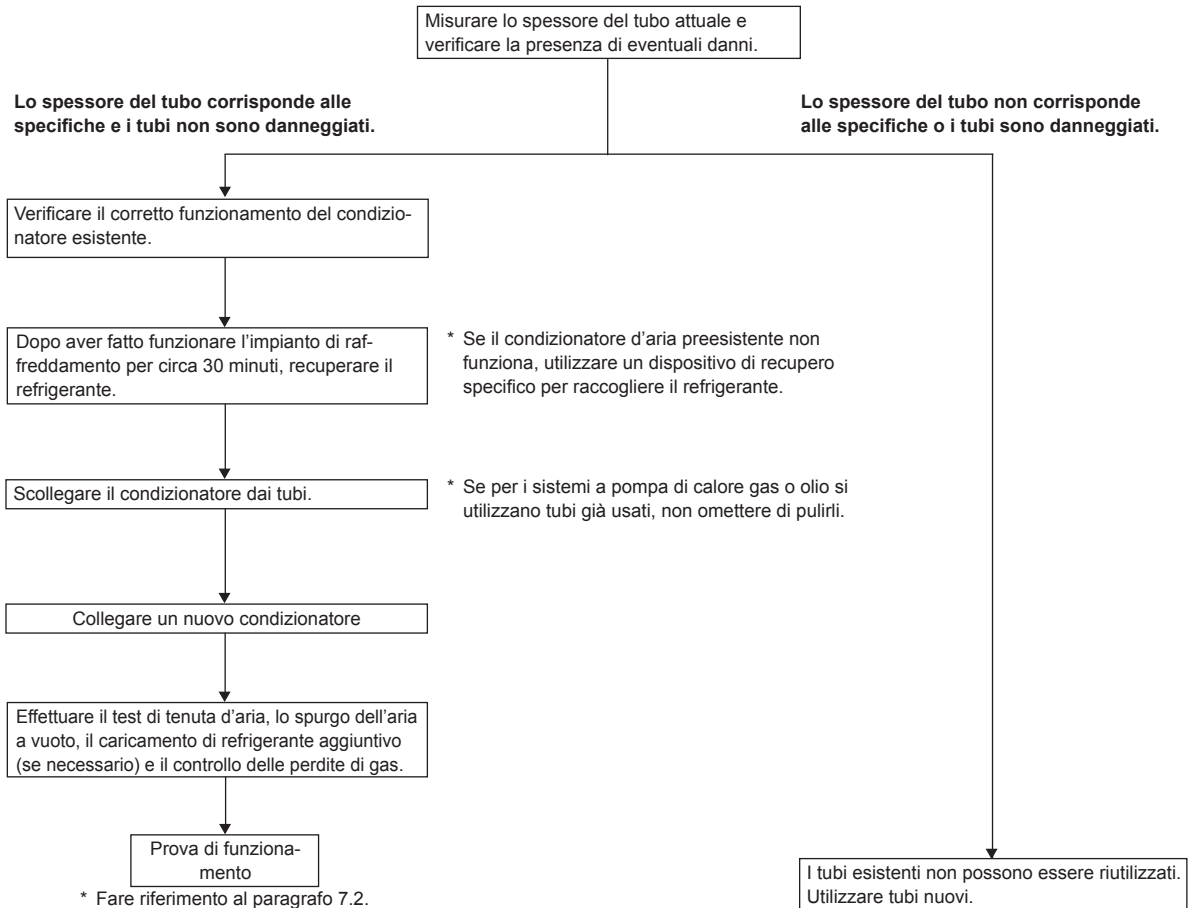 Misurare lo spessore del tubo attuale e
verificare la presenza di eventuali danni.
Lo spessore del tubo corrisponde alle
specifiche e i tubi non sono danneggiati.
Lo spessore del tubo non corrisponde
alle specifiche o i tubi sono danneggiati.
Verificare il corretto funzionamento del condizio-
natore esistente.
Dopo aver fatto funzionare l'impianto di raf-
freddamento per circa 30 minuti, recuperare il
refrigerante.
* Se il condizionatore d'aria preesistente non
funziona, utilizzare un dispositivo di recupero
specifico per raccogliere il refrigerante.
Scollegare il condizionatore dai tubi.
* Se per i sistemi a pompa di calore gas o olio si
utilizzano tubi già usati, non omettere di pulirli.
Collegare un nuovo condizionatore
Effettuare il test di tenuta d'aria, lo spurgo dell'aria
a vuoto, il caricamento di refrigerante aggiuntivo
(se necessario) e il controllo delle perdite di gas.
Prova di funziona-
mento
* Fare riferimento al paragrafo 7.2.
I tubi esistenti non possono essere riutilizzati.
Utilizzare tubi nuovi.